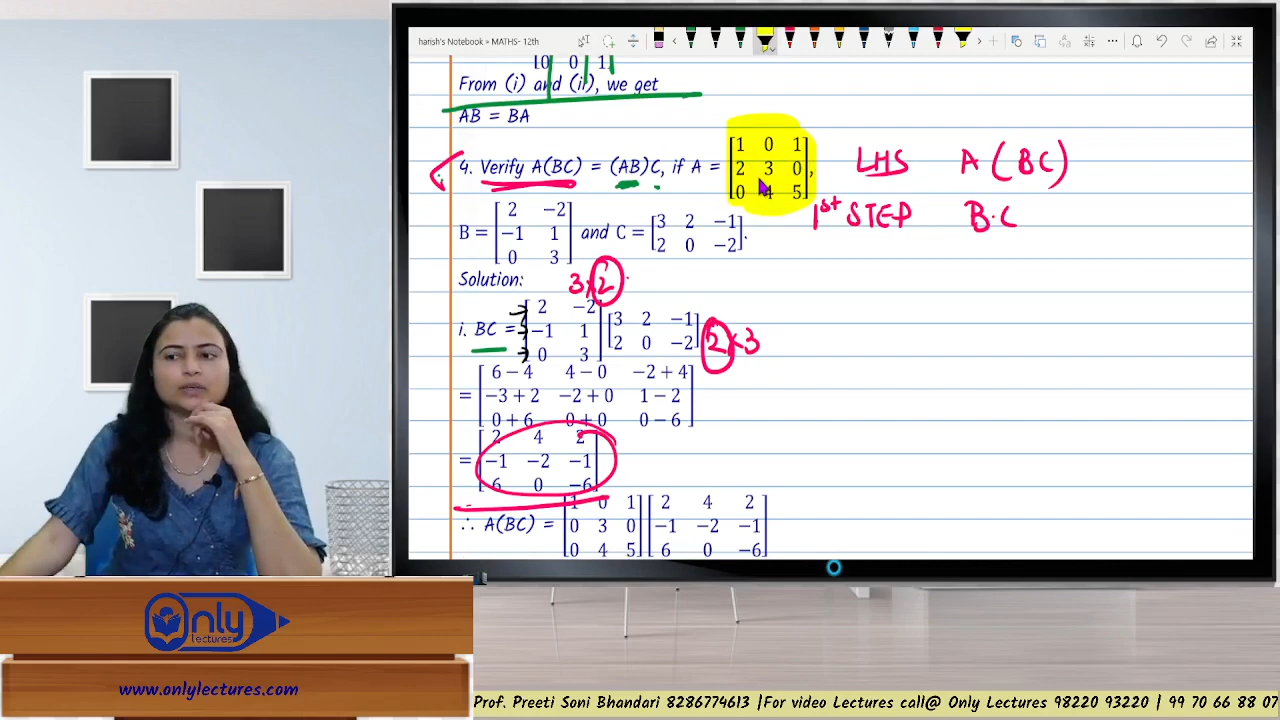 harish's Notebook » MATHS- 12th
[0 0 1]
From (i) and (ii), we get
AB = BA
4. Verify A(BC) = (AB)C, if A = [1 0 1
2 3 0
0 4 5],
LHS A (BC)
1st STEP B.C
B = [2 −2
−1 1
0 3] and C = [3 2 −1
2 0 −2].
Solution:
3×2
i. BC = [2 −2
−1 1
0 3] [3 2 −1
2 0 −2]
2×3
= [6 − 4 4 − 0 −2 + 4
−3 + 2 −2 + 0 1 − 2
0 + 6 0 + 0 0 − 6]
= [2 4 2
−1 −2 −1
6 0 −6]
∴ A(BC) = [1 0 1
0 3 0
0 4 5] [2 4 2
−1 −2 −1
6 0 −6]
Only
lectures
www.onlylectures.com
Prof. Preeti Soni Bhandari 8286774613 |For video Lectures call@ Only Lectures 98220 93220 | 99 70 66 88 07